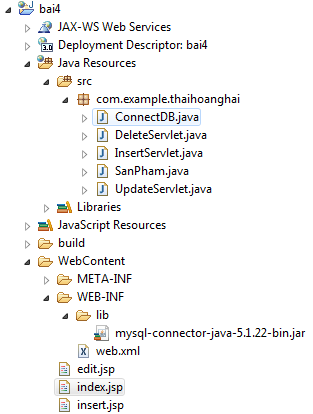 bai4
JAX-WS Web Services
Deployment Descriptor: bai4
Java Resources
src
com.example.thaihoanghai
ConnectDB.java
DeleteServlet.java
InsertServlet.java
SanPham.java
UpdateServlet.java
Libraries
JavaScript Resources
build
WebContent
META-INF
WEB-INF
lib
mysql-connector-java-5.1.22-bin.jar
web.xml
edit.jsp
index.jsp
insert.jsp